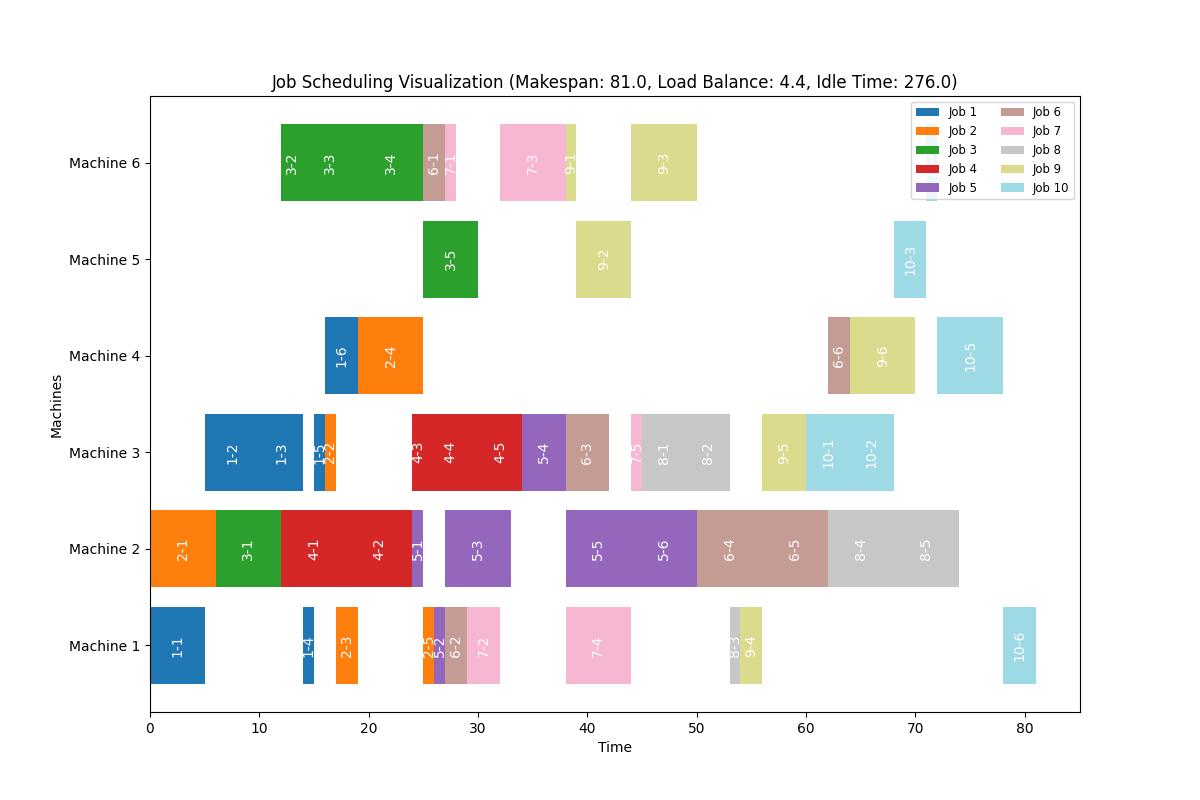 Job Scheduling Visualization (Makespan: 81.0, Load Balance: 4.4, Idle Time: 276.0)
Job 1 Job 6
Job 2 Job 7
Job 3 Job 8
Job 4 Job 9
Job 5 Job 10
Machine 6 3-2 3-3 3-4 6-1 7-1 7-3 9-1 9-3
Machine 5 3-5 9-2 10-3
Machine 4 1-6 2-4 6-6 9-6 10-5
Machine 3 1-2 1-3 1-5 2-2 4-3 4-4 4-5 5-4 6-3 7-5 8-1 8-2 9-5 10-1 10-2
Machine 2 2-1 3-1 4-1 4-2 5-1 5-3 5-5 5-6 6-4 6-5 8-4 8-5
Machine 1 1-1 1-4 2-3 2-5 5-2 6-2 7-2 7-4 8-3 9-4 10-6
Machines
0 10 20 30 40 50 60 70 80
Time